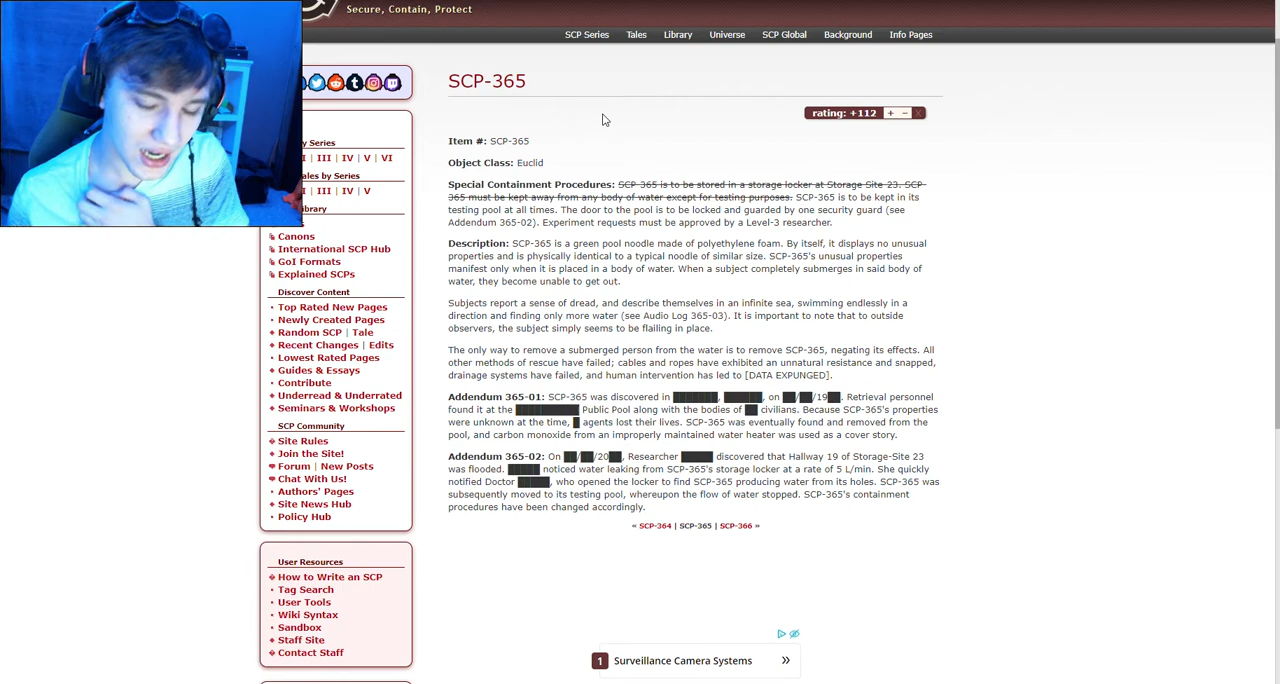 Secure, Contain, Protect
SCP Series Tales Library Universe SCP Global Background Info Pages
y Series
I | III | IV | V | VI
ales by Series
I | III | IV | V
ibrary
Canons
International SCP Hub
GoI Formats
Explained SCPs
Discover Content
Top Rated New Pages
Newly Created Pages
Random SCP | Tale
Recent Changes | Edits
Lowest Rated Pages
Guides & Essays
Contribute
Underread & Underrated
Seminars & Workshops
SCP Community
Site Rules
Join the Site!
Forum | New Posts
Chat With Us!
Authors' Pages
Site News Hub
Policy Hub
User Resources
How to Write an SCP
Tag Search
User Tools
Wiki Syntax
Sandbox
Staff Site
Contact Staff
SCP-365
rating: +112 + − X
Item #: SCP-365
Object Class: Euclid
Special Containment Procedures: SCP-365 is to be stored in a storage locker at Storage Site 23. SCP-
365 must be kept away from any body of water except for testing purposes. SCP-365 is to be kept in its
testing pool at all times. The door to the pool is to be locked and guarded by one security guard (see
Addendum 365-02). Experiment requests must be approved by a Level-3 researcher.
Description: SCP-365 is a green pool noodle made of polyethylene foam. By itself, it displays no unusual
properties and is physically identical to a typical noodle of similar size. SCP-365's unusual properties
manifest only when it is placed in a body of water. When a subject completely submerges in said body of
water, they become unable to get out.
Subjects report a sense of dread, and describe themselves in an infinite sea, swimming endlessly in a
direction and finding only more water (see Audio Log 365-03). It is important to note that to outside
observers, the subject simply seems to be flailing in place.
The only way to remove a submerged person from the water is to remove SCP-365, negating its effects. All
other methods of rescue have failed; cables and ropes have exhibited an unnatural resistance and snapped,
drainage systems have failed, and human intervention has led to [DATA EXPUNGED].
Addendum 365-01: SCP-365 was discovered in ███████, ██████, on ██/██/19██. Retrieval personnel
found it at the ██████████ Public Pool along with the bodies of ██ civilians. Because SCP-365's properties
were unknown at the time, █ agents lost their lives. SCP-365 was eventually found and removed from the
pool, and carbon monoxide from an improperly maintained water heater was used as a cover story.
Addendum 365-02: On ██/██/20██, Researcher █████ discovered that Hallway 19 of Storage-Site 23
was flooded. █████ noticed water leaking from SCP-365's storage locker at a rate of 5 L/min. She quickly
notified Doctor █████, who opened the locker to find SCP-365 producing water from its holes. SCP-365 was
subsequently moved to its testing pool, whereupon the flow of water stopped. SCP-365's containment
procedures have been changed accordingly.
« SCP-364 | SCP-365 | SCP-366 »
1 Surveillance Camera Systems »